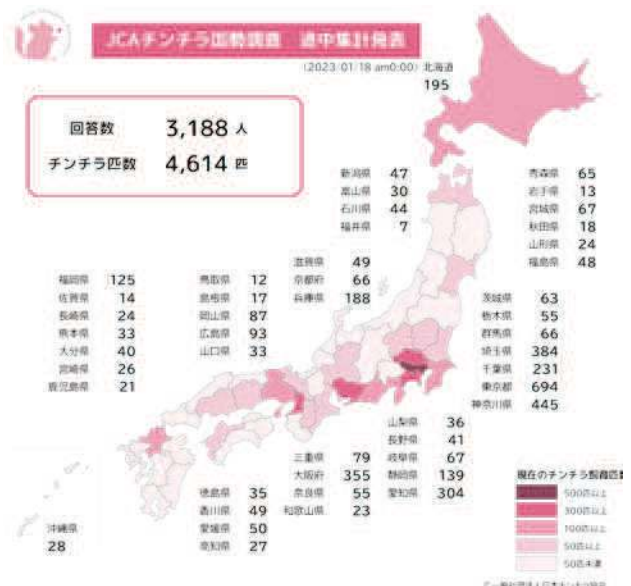 JCAチンチラ国勢調査 途中集計発表
(2023/01/18 am0:00)
北海道
195
回答数 3,188 人
チンチラ匹数 4,614 匹
新潟県 47
富山県 30
石川県 44
福井県 7
青森県 65
岩手県 13
宮城県 67
秋田県 18
山形県 24
福島県 48
滋賀県 49
京都府 66
兵庫県 188
福岡県 125
佐賀県 14
長崎県 24
熊本県 33
大分県 40
宮崎県 26
鹿児島県 21
鳥取県 12
島根県 17
岡山県 87
広島県 93
山口県 33
茨城県 63
栃木県 55
群馬県 66
埼玉県 384
千葉県 231
東京都 694
神奈川県 445
山梨県 36
長野県 41
岐阜県 67
静岡県 139
愛知県 304
三重県 79
大阪府 355
奈良県 55
和歌山県 23
徳島県 35
香川県 49
愛媛県 50
高知県 27
沖縄県
28
現在のチンチラ飼育匹数
500匹以上
300匹以上
100匹以上
50匹以上
50匹未満